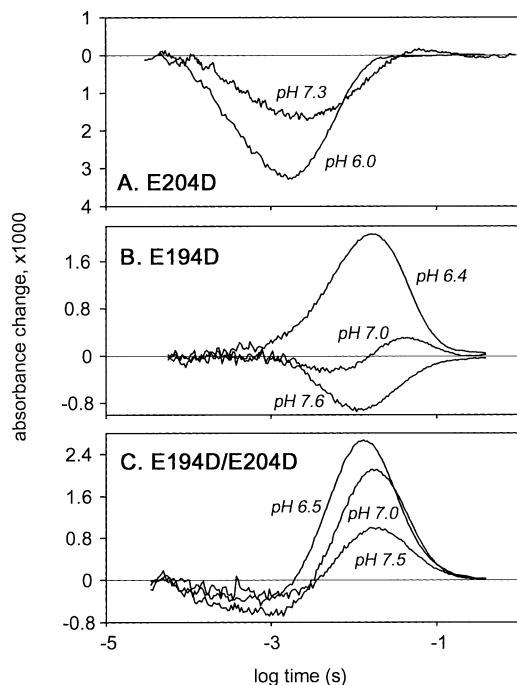 1
0
1
2
3
4
pH 7.3
pH 6.0
A. E204D
absorbance change, x1000
1.6
0.8
0
-0.8
B. E194D
pH 6.4
pH 7.0
pH 7.6
2.4
1.6
0.8
0
-0.8
C. E194D/E204D
pH 6.5
pH 7.0
pH 7.5
-5
-3
-1
log time (s)